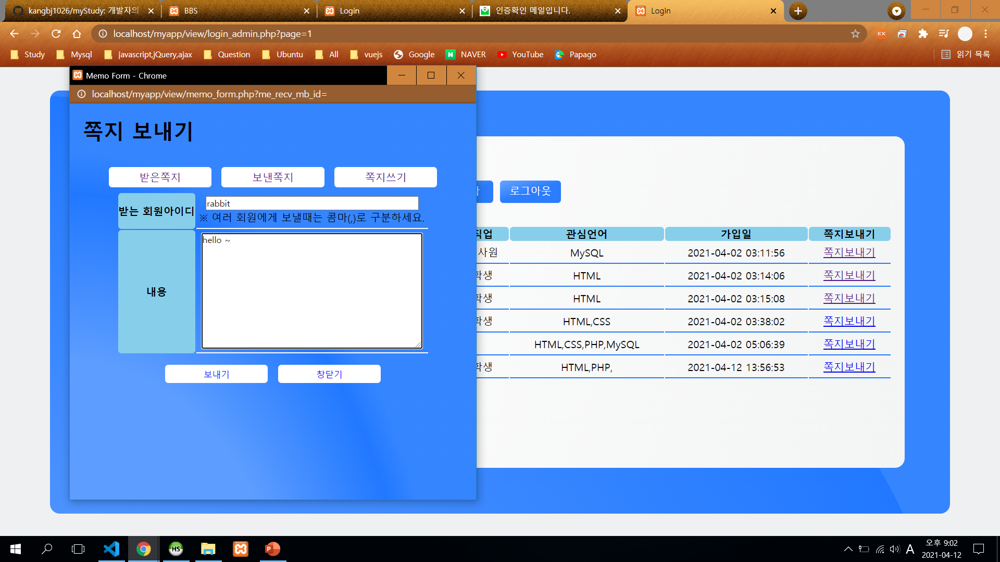 kangbj1026/myStudy: 개발자의
BBS
Login
인증확인 메일입니다.
Login
localhost/myapp/view/login_admin.php?page=1
EX
Study
Mysql
javascript,jQuery,ajax
Question
Ubuntu
All
vuejs
Google
NAVER
YouTube
Papago
읽기 목록
Memo Form - Chrome
localhost/myapp/view/memo_form.php?me_recv_mb_id=
쪽지 보내기
받은쪽지 보낸쪽지 쪽지쓰기
받는 회원아이디 rabbit
※ 여러 회원에게 보낼때는 콤마(,)로 구분하세요.
내용 hello ~
보내기 창닫기
로그아웃
직업 관심언어 가입일 쪽지보내기
사원 MySQL 2021-04-02 03:11:56 쪽지보내기
학생 HTML 2021-04-02 03:14:06 쪽지보내기
학생 HTML 2021-04-02 03:15:08 쪽지보내기
학생 HTML,CSS 2021-04-02 03:38:02 쪽지보내기
HTML,CSS,PHP,MySQL 2021-04-02 05:06:39 쪽지보내기
학생 HTML,PHP, 2021-04-12 13:56:53 쪽지보내기
HS
A
오후 9:02
2021-04-12